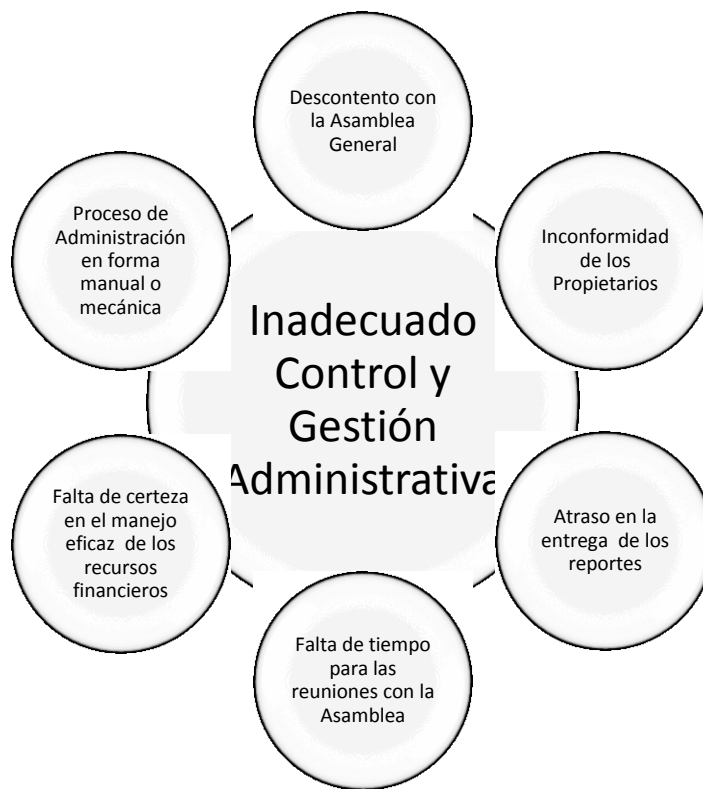 Descontento con
la Asamblea
General
Inconformidad
de los
Propietarios
Atraso en la
entrega de los
reportes
Falta de tiempo
para las
reuniones con la
Asamblea
Falta de certeza
en el manejo
eficaz de los
recursos
financieros
Proceso de
Administración
en forma
manual o
mecánica
Inadecuado
Control y
Gestión
Administrativa